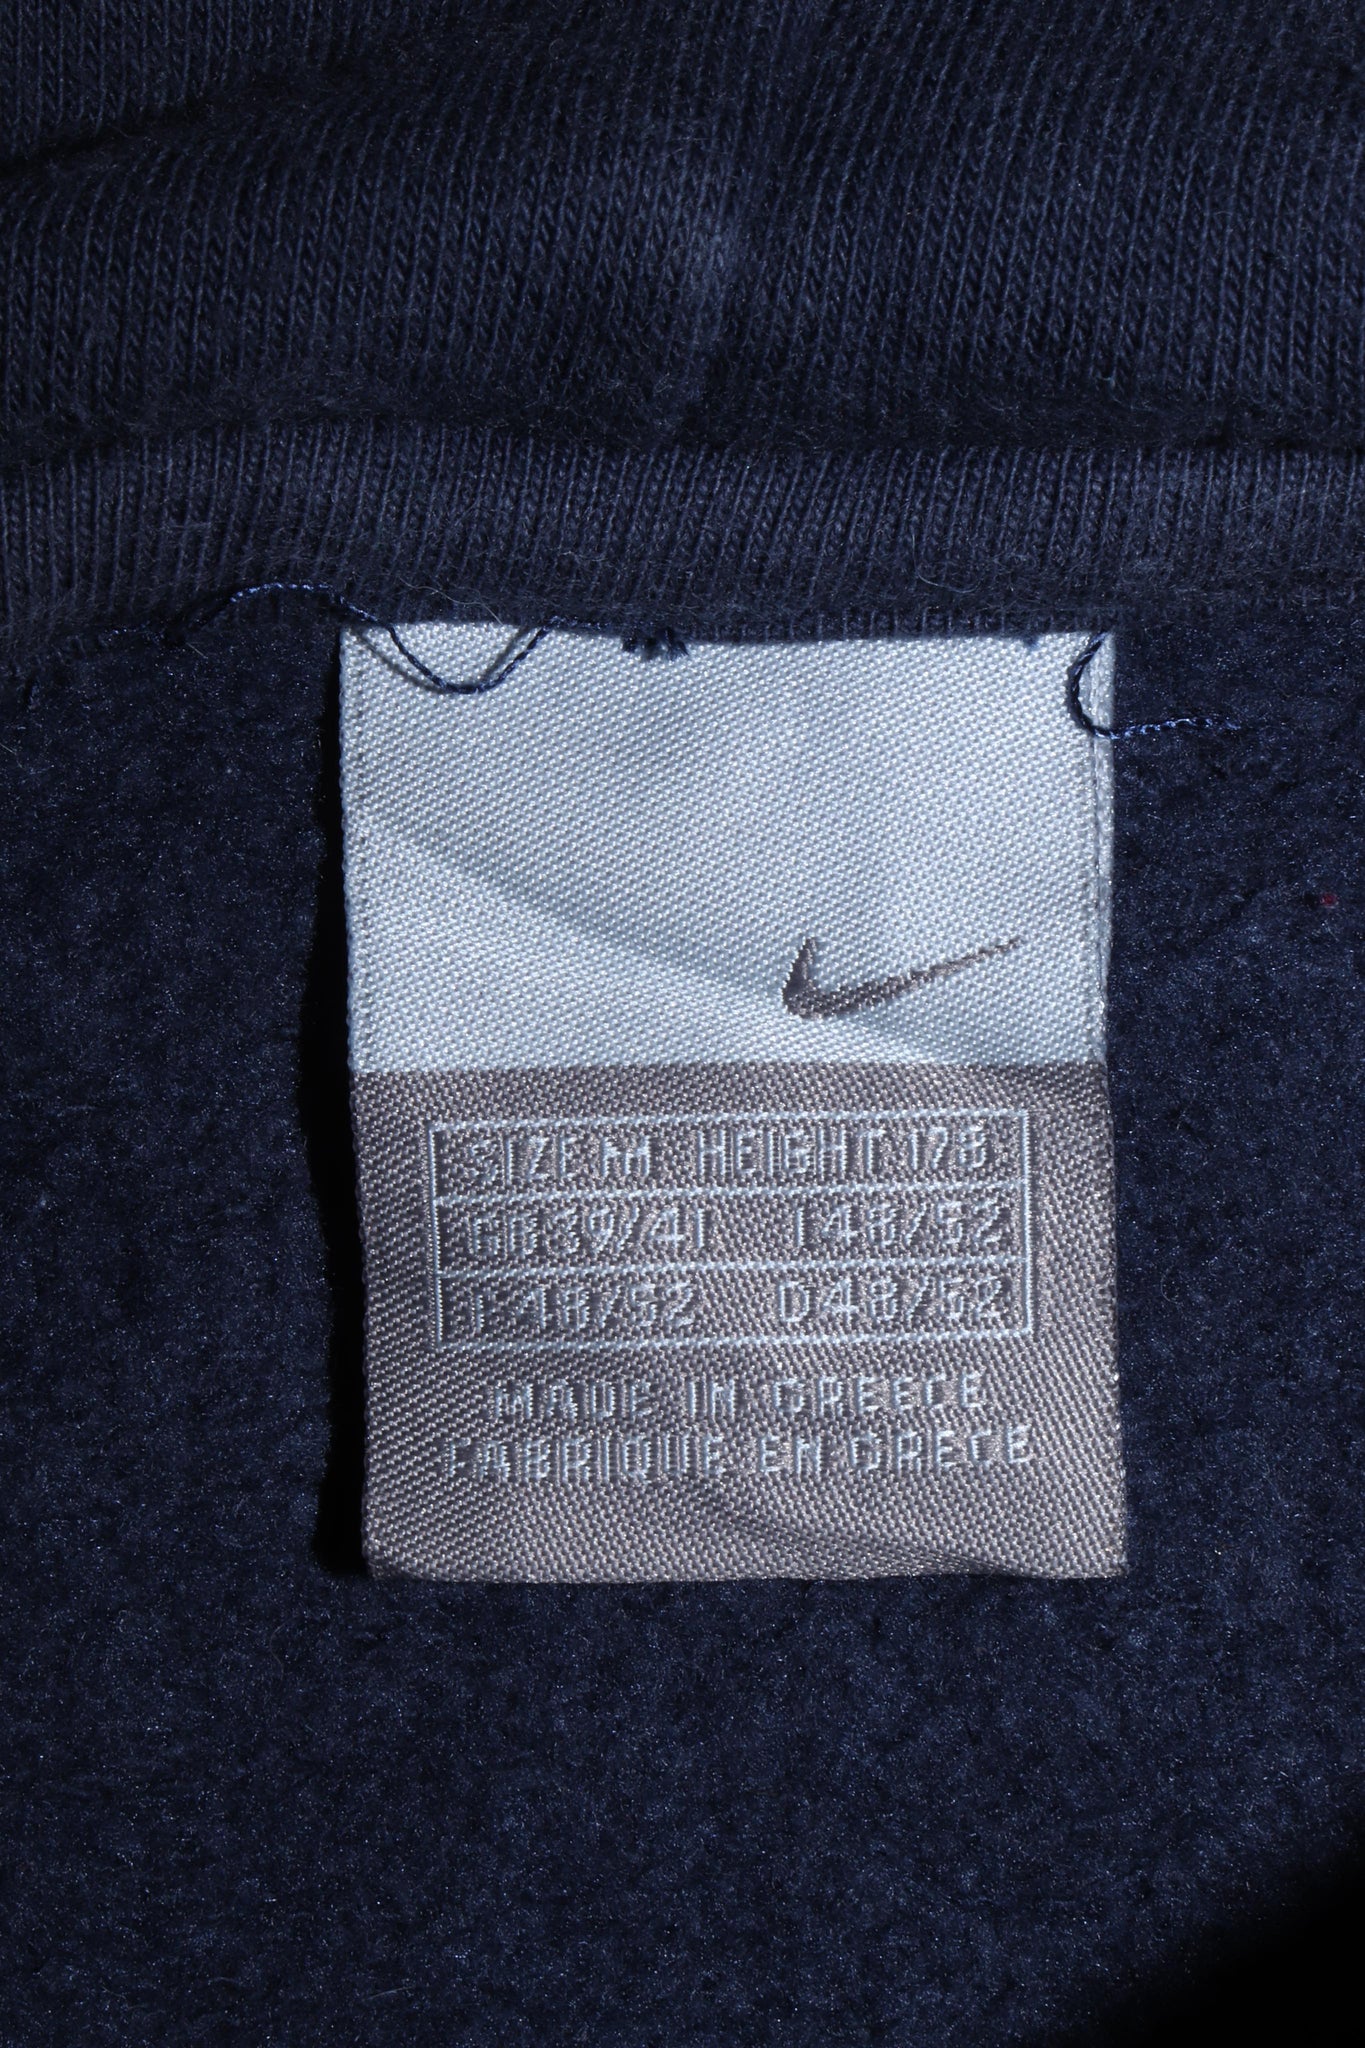 SIZE M HEIGHT 178
GB 39/41 I 48/52
F 48/52 D 48/52
MADE IN GREECE
FABRIQUE EN GRECE